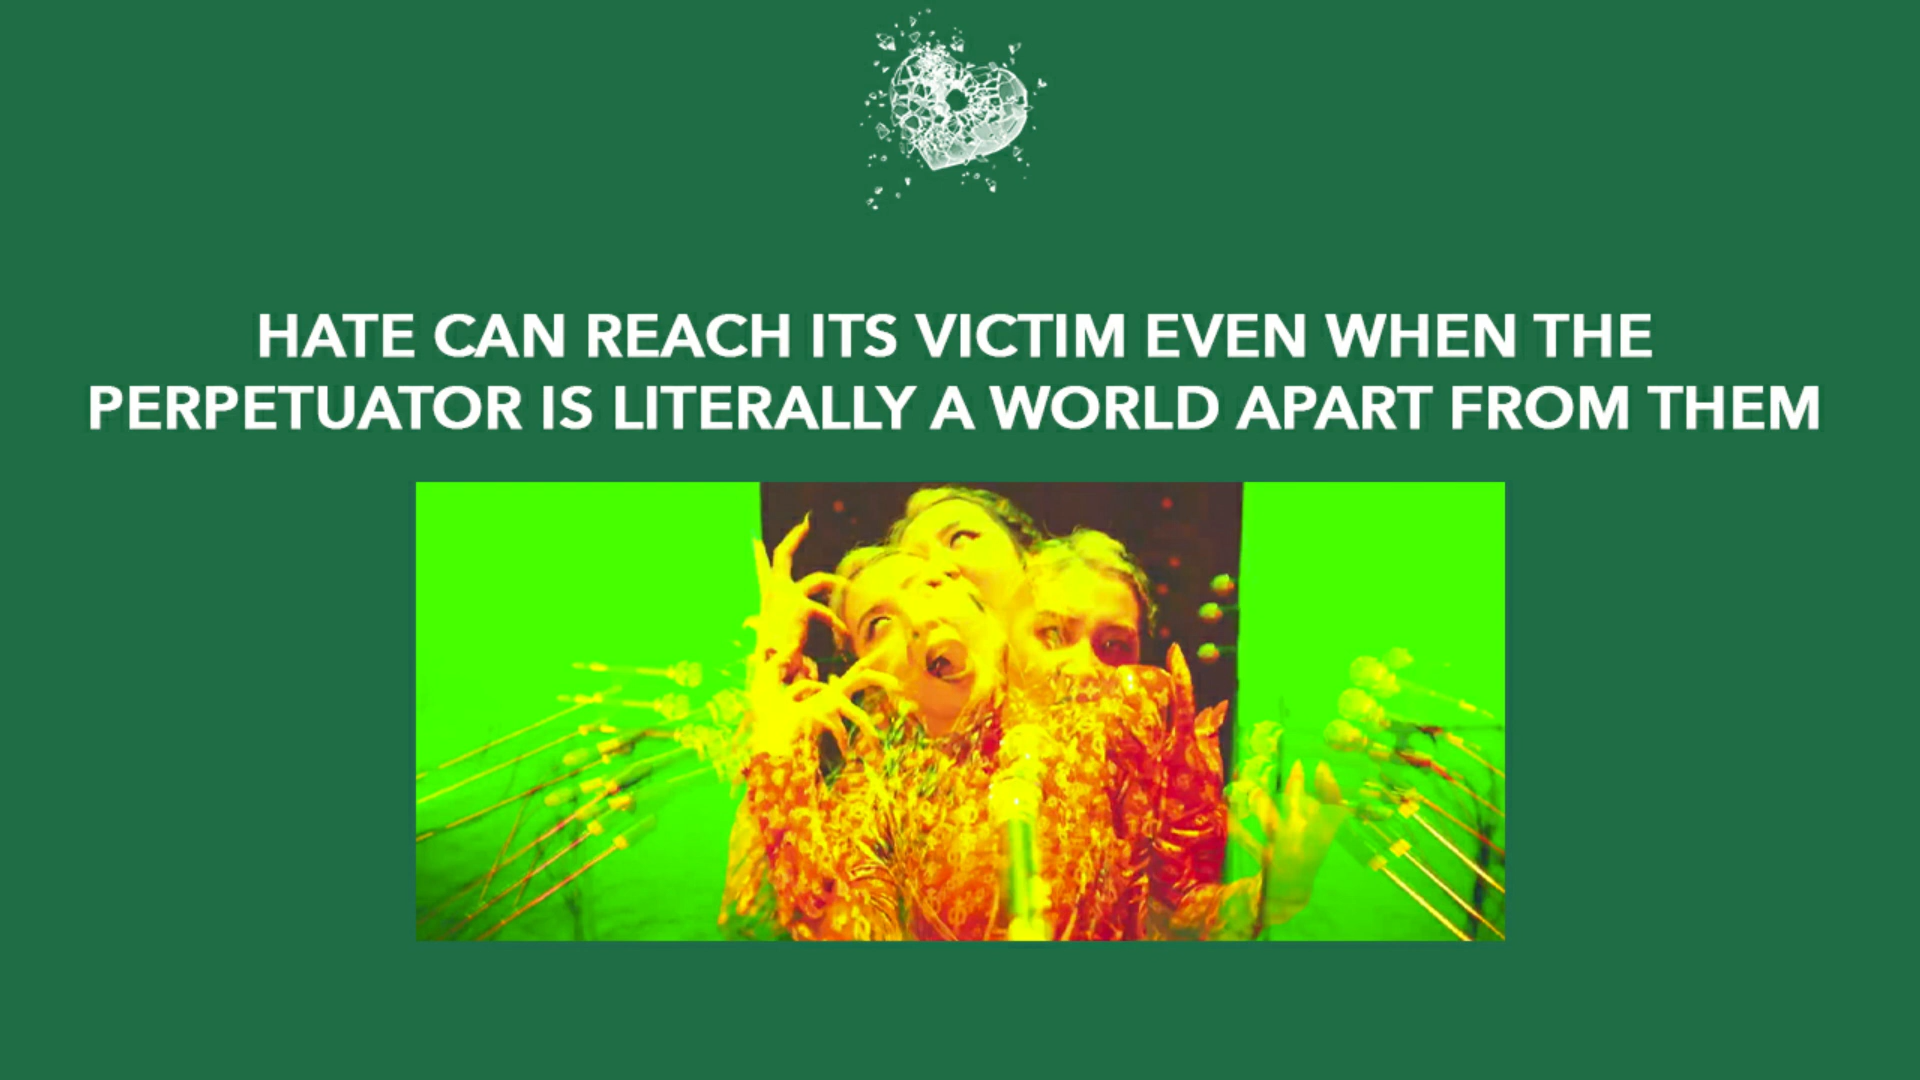 HATE CAN REACH ITS VICTIM EVEN WHEN THE
PERPETUATOR IS LITERALLY A WORLD APART FROM THEM